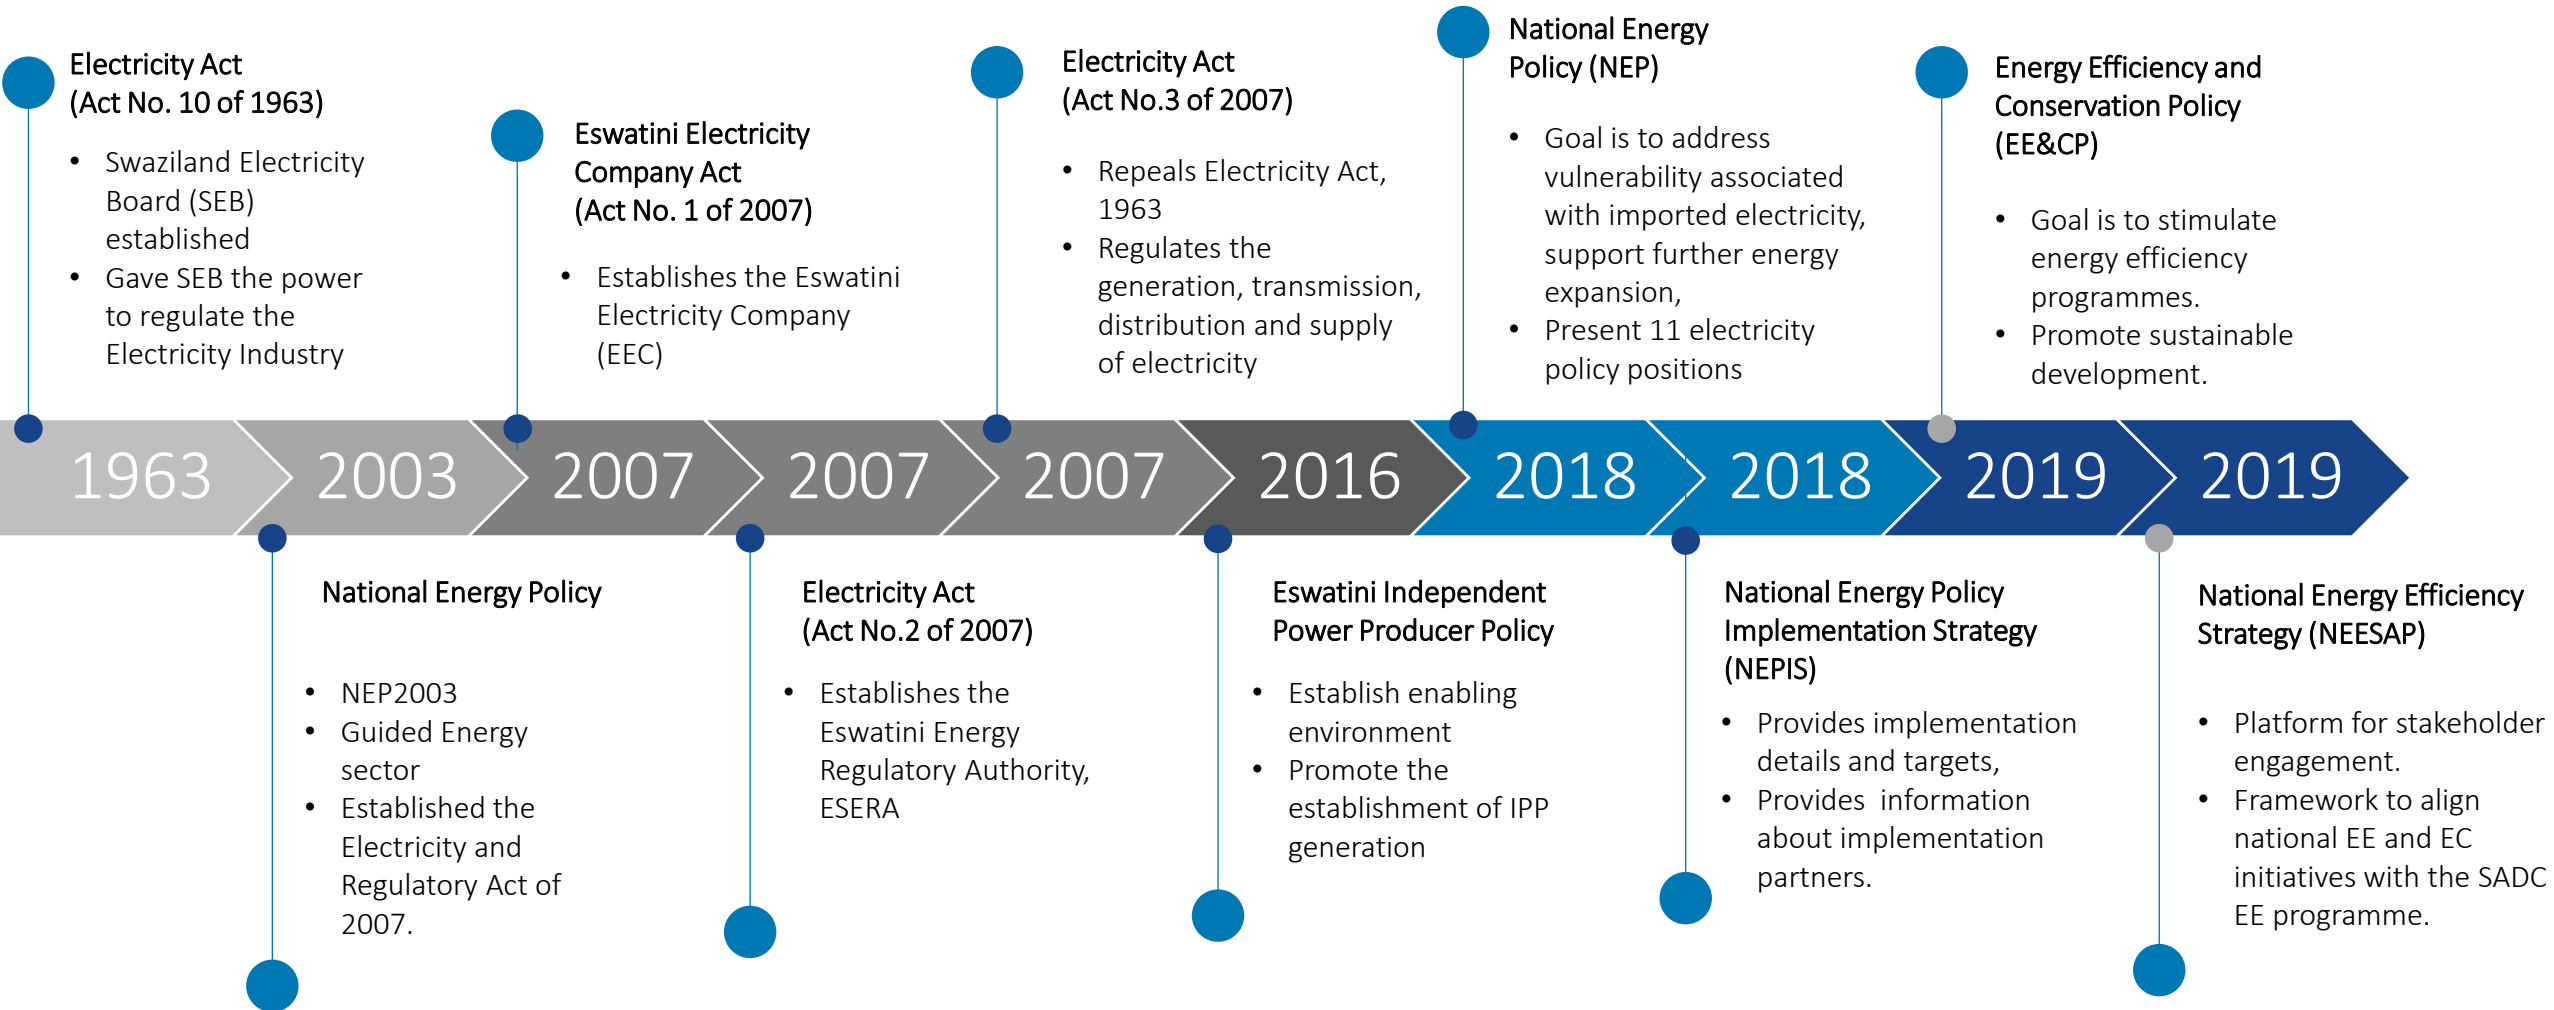 Electricity Act
(Act No. 10 of 1963)
• Swaziland Electricity
Board (SEB)
established
• Gave SEB the power
to regulate the
Electricity Industry
Eswatini Electricity
Company Act
(Act No. 1 of 2007)
• Establishes the Eswatini
Electricity Company
(EEC)
Electricity Act
(Act No.3 of 2007)
• Repeals Electricity Act,
1963
• Regulates the
generation, transmission,
distribution and supply
of electricity
National Energy
Policy (NEP)
• Goal is to address
vulnerability associated
with imported electricity,
support further energy
expansion,
• Present 11 electricity
policy positions
Energy Efficiency and
Conservation Policy
(EE&CP)
• Goal is to stimulate
energy efficiency
programmes.
• Promote sustainable
development.
1963
2003
2007
2007
2007
2016
2018
2018
2019
2019
National Energy Policy
• NEP2003
• Guided Energy
sector
• Established the
Electricity and
Regulatory Act of
2007.
Electricity Act
(Act No.2 of 2007)
• Establishes the
Eswatini Energy
Regulatory Authority,
ESERA
Eswatini Independent
Power Producer Policy
• Establish enabling
environment
• Promote the
establishment of IPP
generation
National Energy Policy
Implementation Strategy
(NEPIS)
• Provides implementation
details and targets,
• Provides  information
about implementation
partners.
National Energy Efficiency
Strategy (NEESAP)
• Platform for stakeholder
engagement.
• Framework to align
national EE and EC
initiatives with the SADC
EE programme.